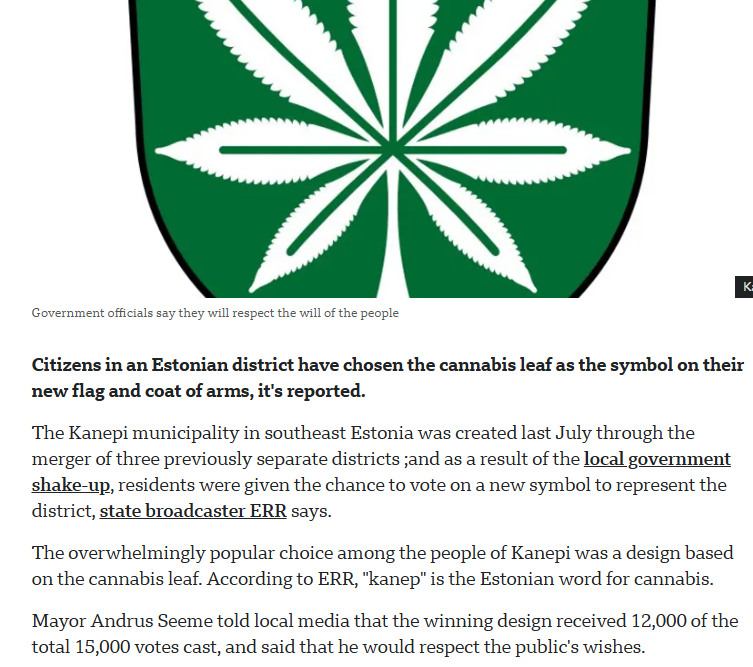 Ka
Government officials say they will respect the will of the people
Citizens in an Estonian district have chosen the cannabis leaf as the symbol on their
new flag and coat of arms, it's reported.
The Kanepi municipality in southeast Estonia was created last July through the
merger of three previously separate districts ;and as a result of the local government
shake-up, residents were given the chance to vote on a new symbol to represent the
district, state broadcaster ERR says.
The overwhelmingly popular choice among the people of Kanepi was a design based
on the cannabis leaf. According to ERR, "kanep" is the Estonian word for cannabis.
Mayor Andrus Seeme told local media that the winning design received 12,000 of the
total 15,000 votes cast, and said that he would respect the public's wishes.